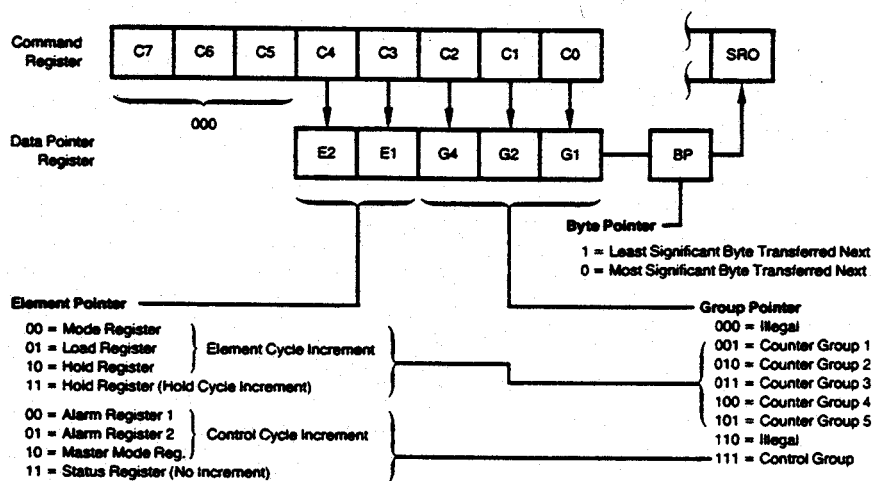 Command
Register
C7 C6 C5 C4 C3 C2 C1 C0
SRO
000
Data Pointer
Register
E2 E1 G4 G2 G1
BP
Byte Pointer
1 = Least Significant Byte Transferred Next
0 = Most Significant Byte Transferred Next
Element Pointer
00 = Mode Register
01 = Load Register
10 = Hold Register
Element Cycle Increment
11 = Hold Register (Hold Cycle Increment)
00 = Alarm Register 1
01 = Alarm Register 2
10 = Master Mode Reg.
Control Cycle Increment
11 = Status Register (No Increment)
Group Pointer
000 = Illegal
001 = Counter Group 1
010 = Counter Group 2
011 = Counter Group 3
100 = Counter Group 4
101 = Counter Group 5
110 = Illegal
111 = Control Group